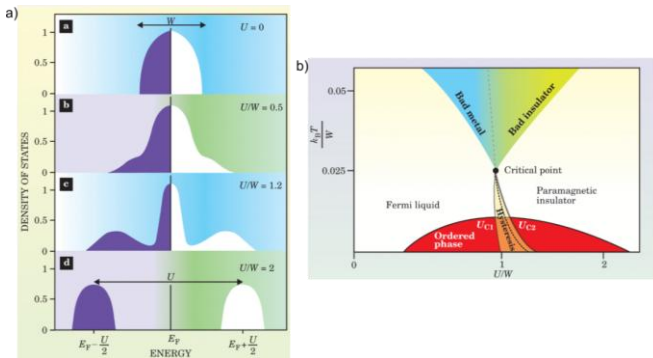 a)
a
W
U = 0
1
0.5
0
b
U/W = 0.5
1
0.5
0
c
U/W = 1.2
1
0.5
0
d
U
U/W = 2
1
0.5
0
DENSITY OF STATES
E_F − U/2
E_F
E_F + U/2
ENERGY
b)
0.05
k_BT/W
0.025
0
1
2
U/W
Bad metal
Bad insulator
Critical point
Fermi liquid
Paramagnetic
insulator
U_C1
U_C2
Hysteresis
Ordered
phase